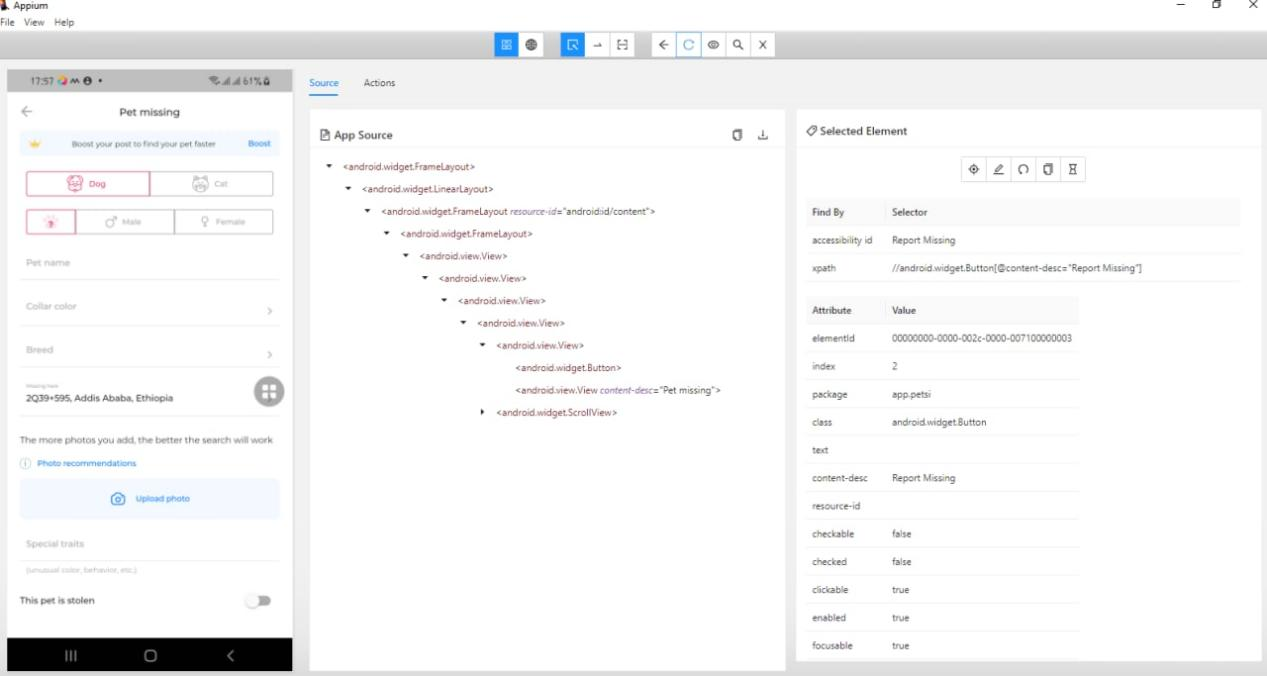 Appium
File View Help
17:57
61%
Pet missing
Boost your post to find your pet faster Boost
Dog Cat
? Male Female
Pet name
Collar color
Breed
Missing here
2Q39+595, Addis Ababa, Ethiopia
The more photos you add, the better the search will work
Photo recommendations
Upload photo
Special traits
(unusual color, behavior, etc.)
This pet is stolen
Source Actions
App Source
<android.widget.FrameLayout>
<android.widget.LinearLayout>
<android.widget.FrameLayout resource-id="android:id/content">
<android.widget.FrameLayout>
<android.view.View>
<android.view.View>
<android.view.View>
<android.view.View>
<android.view.View>
<android.widget.Button>
<android.view.View content-desc="Pet missing">
<android.widget.ScrollView>
Selected Element
Find By Selector
accessibility id Report Missing
xpath //android.widget.Button[@content-desc="Report Missing"]
Attribute Value
elementId 00000000-0000-002c-0000-007100000003
index 2
package app.petsi
class android.widget.Button
text
content-desc Report Missing
resource-id
checkable false
checked false
clickable true
enabled true
focusable true